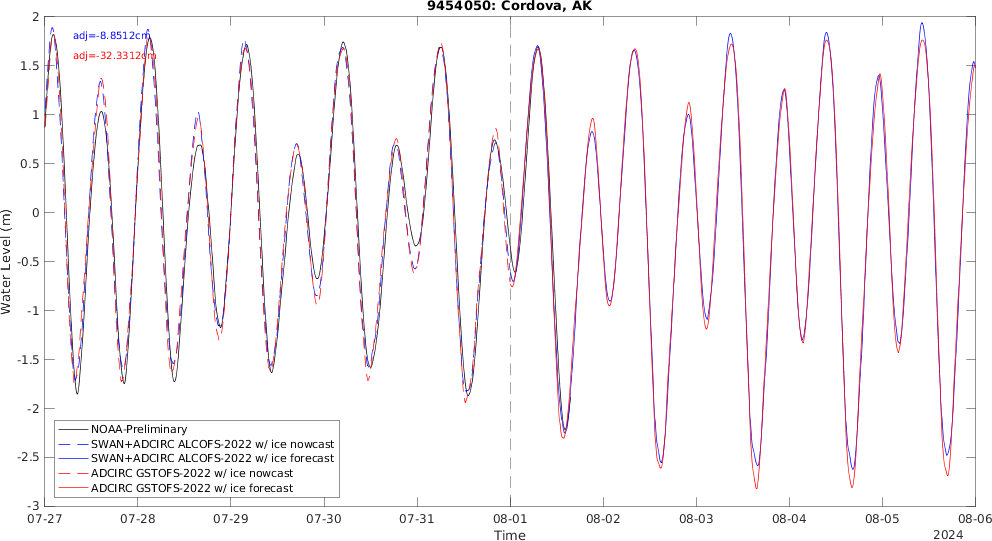 9454050: Cordova, AK
adj=-8.8512cm
adj=-32.3312cm
Water Level (m)
2
1.5
1
0.5
0
-0.5
-1
-1.5
-2
-2.5
-3
NOAA-Preliminary
SWAN+ADCIRC ALCOFS-2022 w/ ice nowcast
SWAN+ADCIRC ALCOFS-2022 w/ ice forecast
ADCIRC GSTOFS-2022 w/ ice nowcast
ADCIRC GSTOFS-2022 w/ ice forecast
07-27 07-28 07-29 07-30 07-31 08-01 08-02 08-03 08-04 08-05 08-06
Time
2024